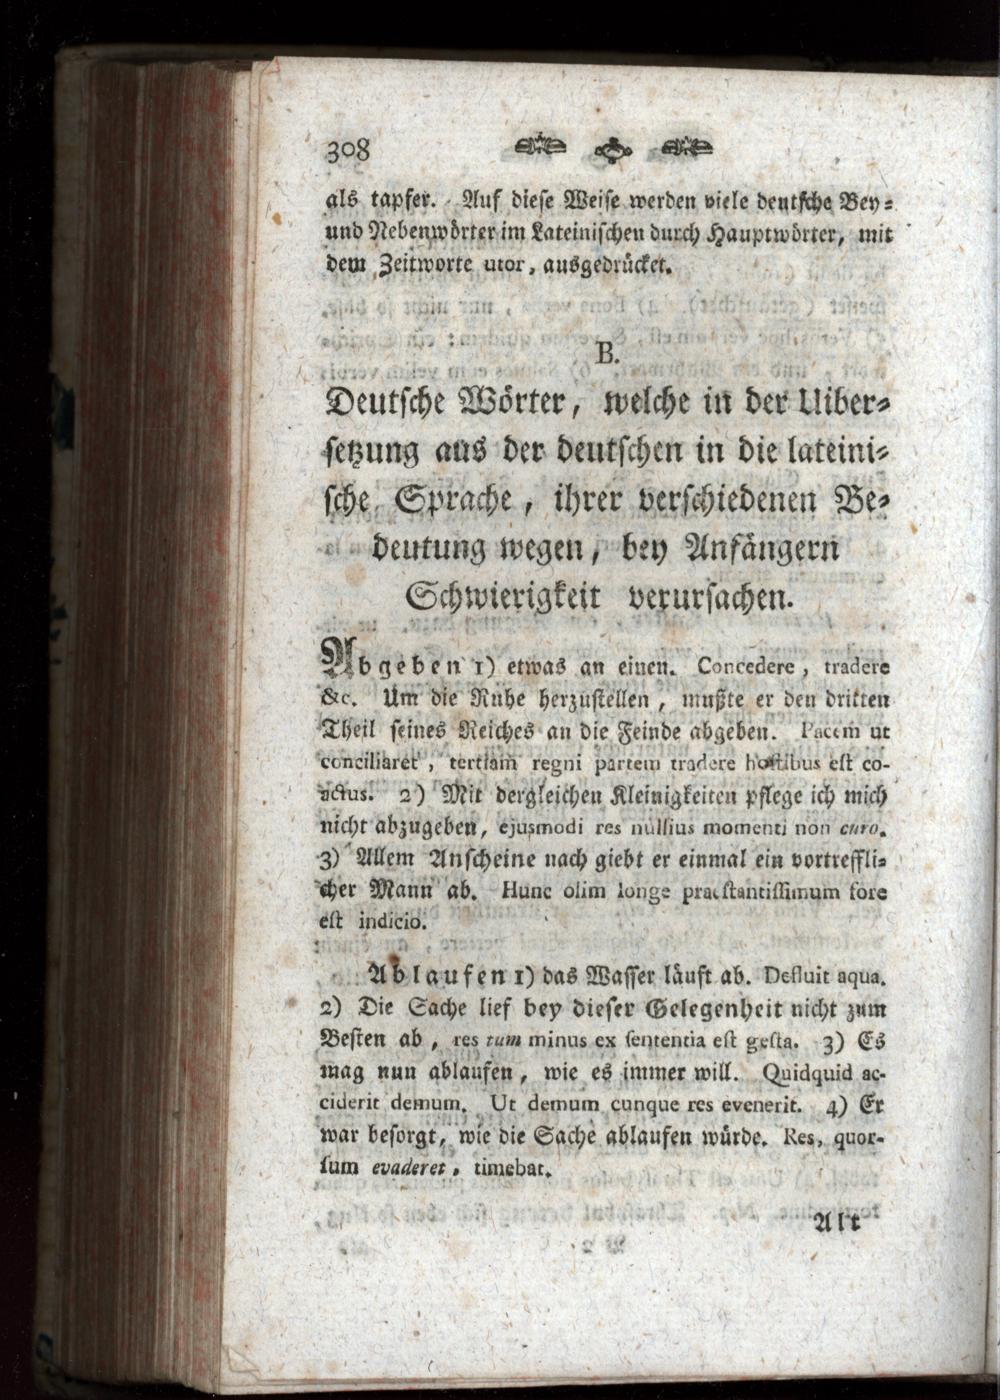 308
als tapfer. Auf diese Weise werden viele deutsche Bey-
und Nebenwörter im Lateinischen durch Hauptwörter, mit
dem Zeitworte utor, ausgedrücket.
B.
Deutsche Wörter, welche in der Uiber-
setzung aus der deutschen in die lateini-
sche Sprache, ihrer verschiedenen Be-
deutung wegen, bey Anfängern
Schwierigkeit verursachen.
Abgeben 1) etwas an einen. Concedere, tradere
&c. Um die Ruhe herzustellen, mußte er den dritten
Theil seines Reiches an die Feinde abgeben. Pacem ut
conciliaret, tertiam regni partem tradere hostibus est co-
actus. 2) Mit dergleichen Kleinigkeiten pflege ich mich
nicht abzugeben, ejusmodi res nullius momenti non curo.
3) Allem Anscheine nach giebt er einmal ein vortreffli-
cher Mann ab. Hunc olim longe praestantissimum fore
est indicio.
Ablaufen 1) das Wasser läuft ab. Defluit aqua.
2) Die Sache lief bey dieser Gelegenheit nicht zum
Besten ab, res tum minus ex sententia est gesta. 3) Es
mag nun ablaufen, wie es immer will. Quidquid ac-
ciderit demum. Ut demum cunque res evenerit. 4) Er
war besorgt, wie die Sache ablaufen würde. Res, quor-
sum evaderet, timebat.
Alt